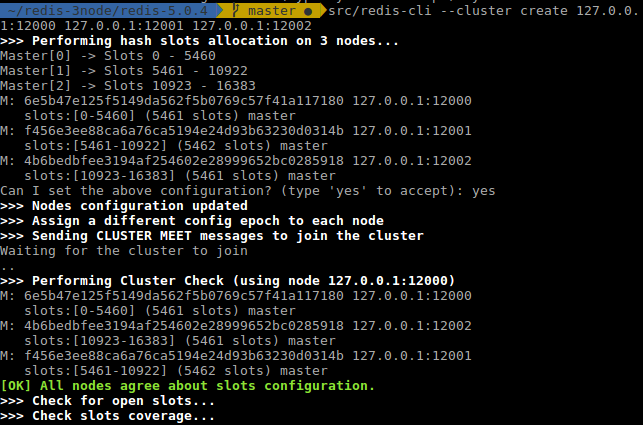 ~/redis-3node/redis-5.0.4 master ● src/redis-cli --cluster create 127.0.0.
1:12000 127.0.0.1:12001 127.0.0.1:12002
>>> Performing hash slots allocation on 3 nodes...
Master[0] -> Slots 0 - 5460
Master[1] -> Slots 5461 - 10922
Master[2] -> Slots 10923 - 16383
M: 6e5b47e125f5149da562f5b0769c57f41a117180 127.0.0.1:12000
   slots:[0-5460] (5461 slots) master
M: f456e3ee88ca6a76ca5194e24d93b63230d0314b 127.0.0.1:12001
   slots:[5461-10922] (5462 slots) master
M: 4b6bedbfee3194af254602e28999652bc0285918 127.0.0.1:12002
   slots:[10923-16383] (5461 slots) master
Can I set the above configuration? (type 'yes' to accept): yes
>>> Nodes configuration updated
>>> Assign a different config epoch to each node
>>> Sending CLUSTER MEET messages to join the cluster
Waiting for the cluster to join
..
>>> Performing Cluster Check (using node 127.0.0.1:12000)
M: 6e5b47e125f5149da562f5b0769c57f41a117180 127.0.0.1:12000
   slots:[0-5460] (5461 slots) master
M: 4b6bedbfee3194af254602e28999652bc0285918 127.0.0.1:12002
   slots:[10923-16383] (5461 slots) master
M: f456e3ee88ca6a76ca5194e24d93b63230d0314b 127.0.0.1:12001
   slots:[5461-10922] (5462 slots) master
[OK] All nodes agree about slots configuration.
>>> Check for open slots...
>>> Check slots coverage...